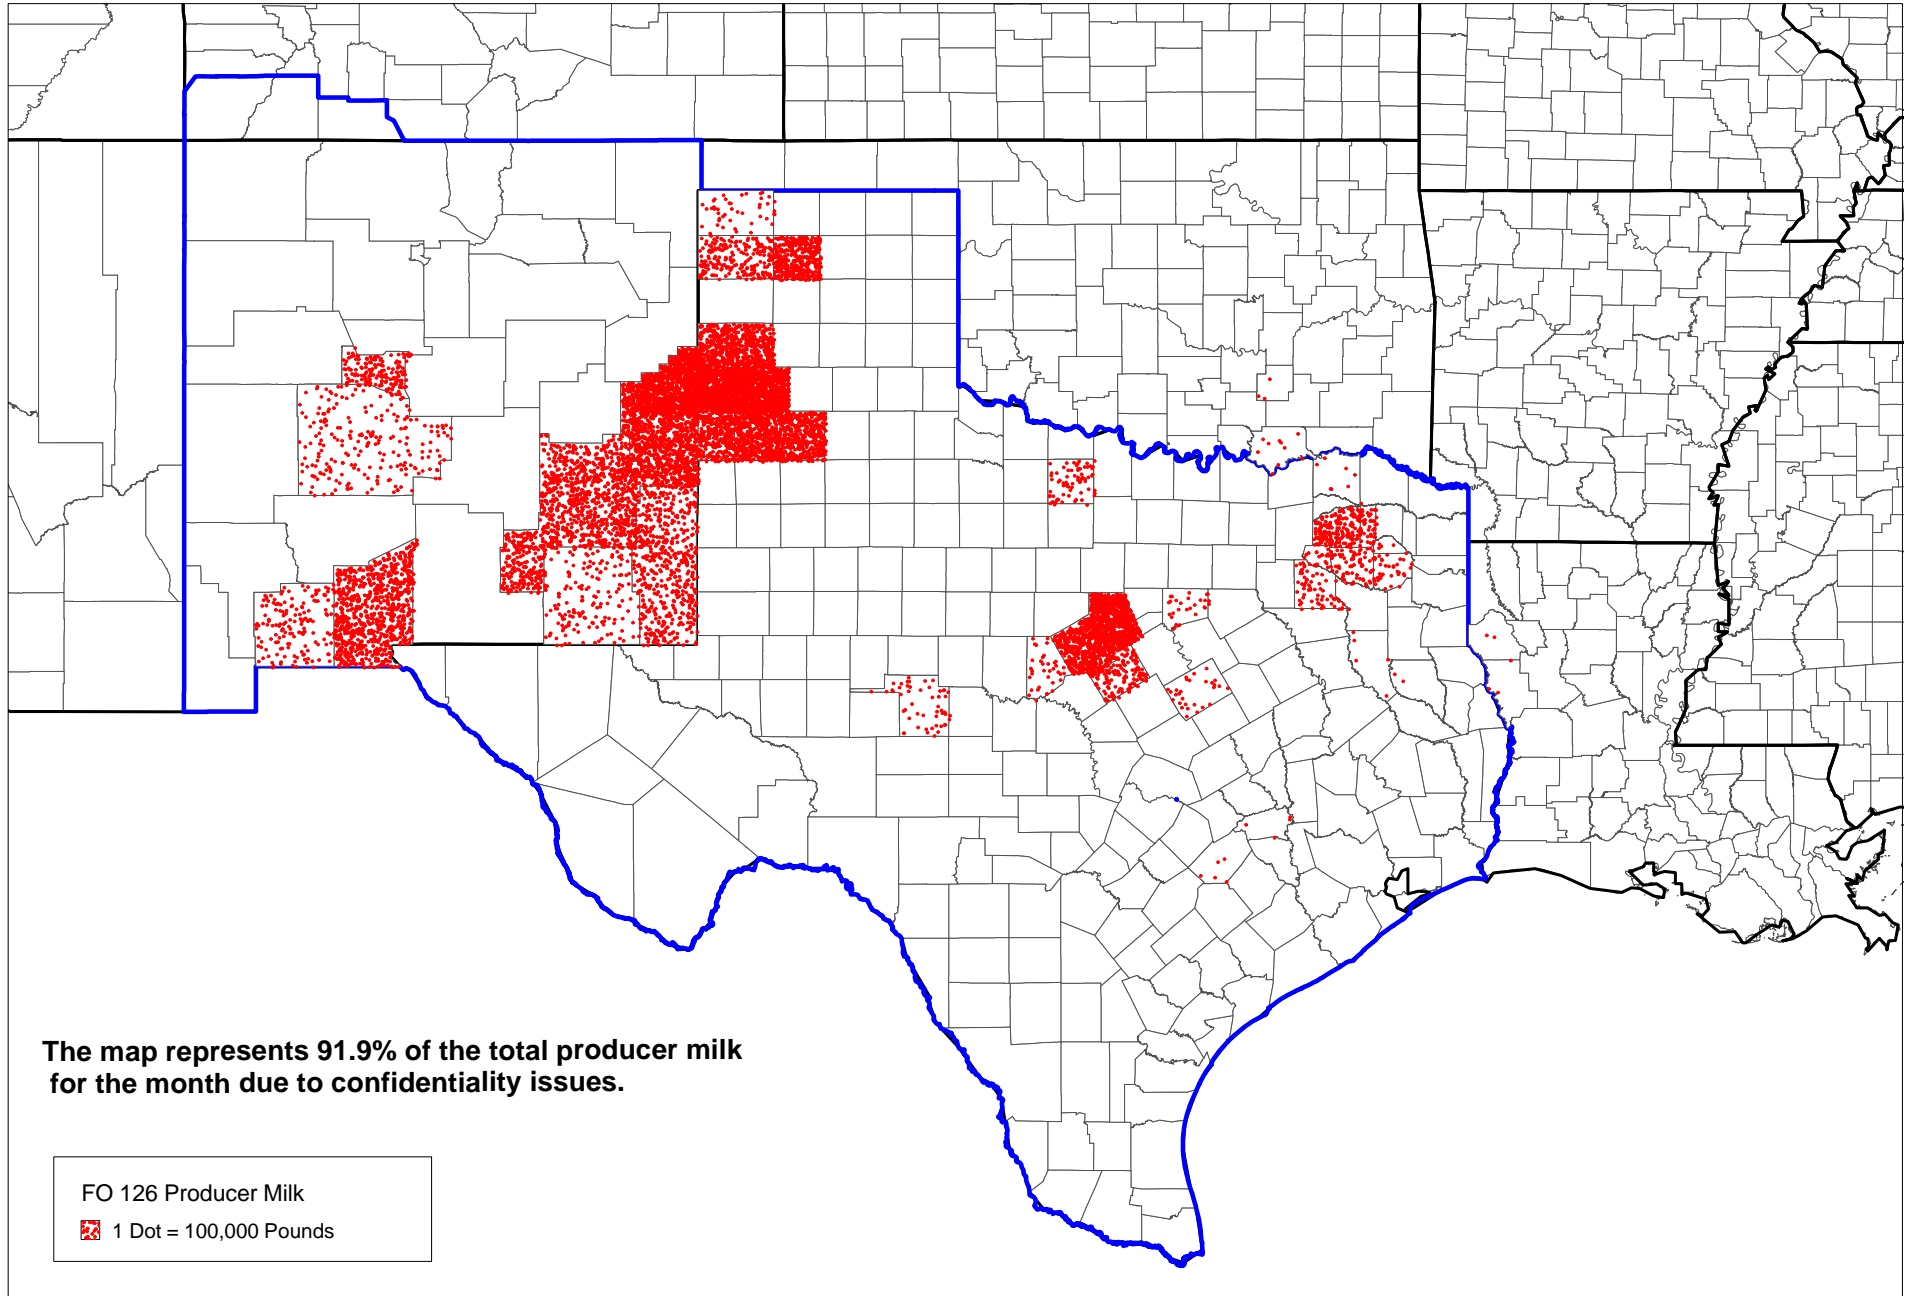 The map represents 91.9% of the total producer milk
for the month due to confidentiality issues.
FO 126 Producer Milk
1 Dot = 100,000 Pounds